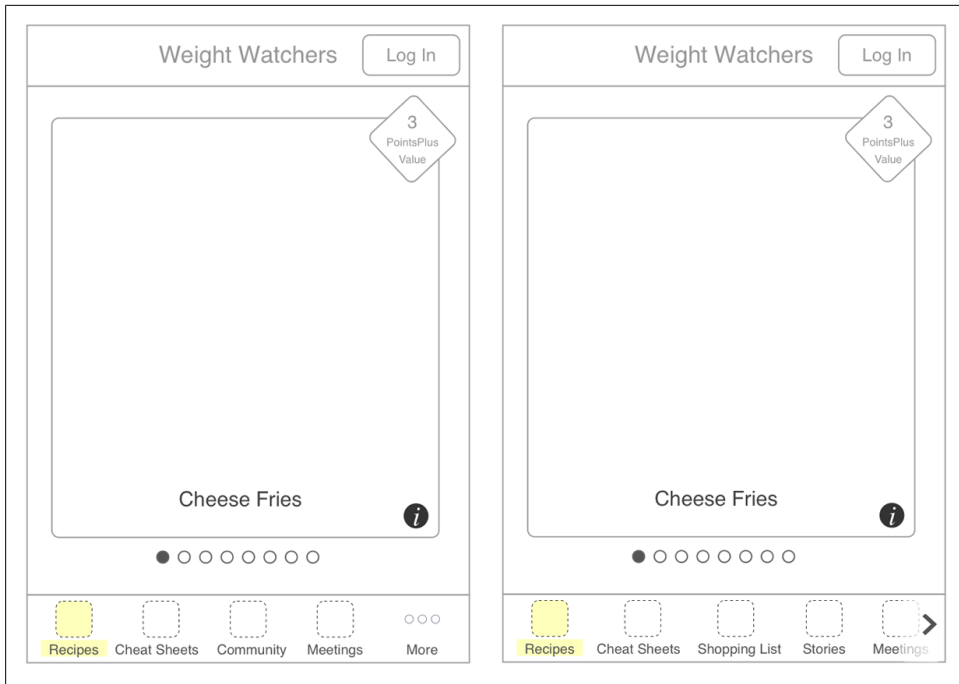 Weight Watchers
Log In
3
PointsPlus
Value
Cheese Fries
i
Recipes Cheat Sheets Community Meetings More
Weight Watchers
Log In
3
PointsPlus
Value
Cheese Fries
i
Recipes Cheat Sheets Shopping List Stories Meetings